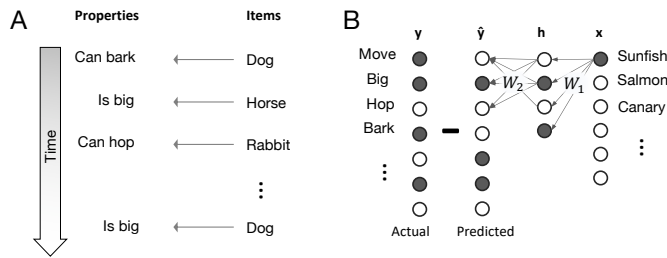 A
Properties Items
Can bark Dog
Is big Horse
Can hop Rabbit
⋮
Is big Dog
Time
B
y ŷ h x
Move Sunfish
Big W₂ W₁ Salmon
Hop Canary
Bark
⋮ ⋮
Actual Predicted